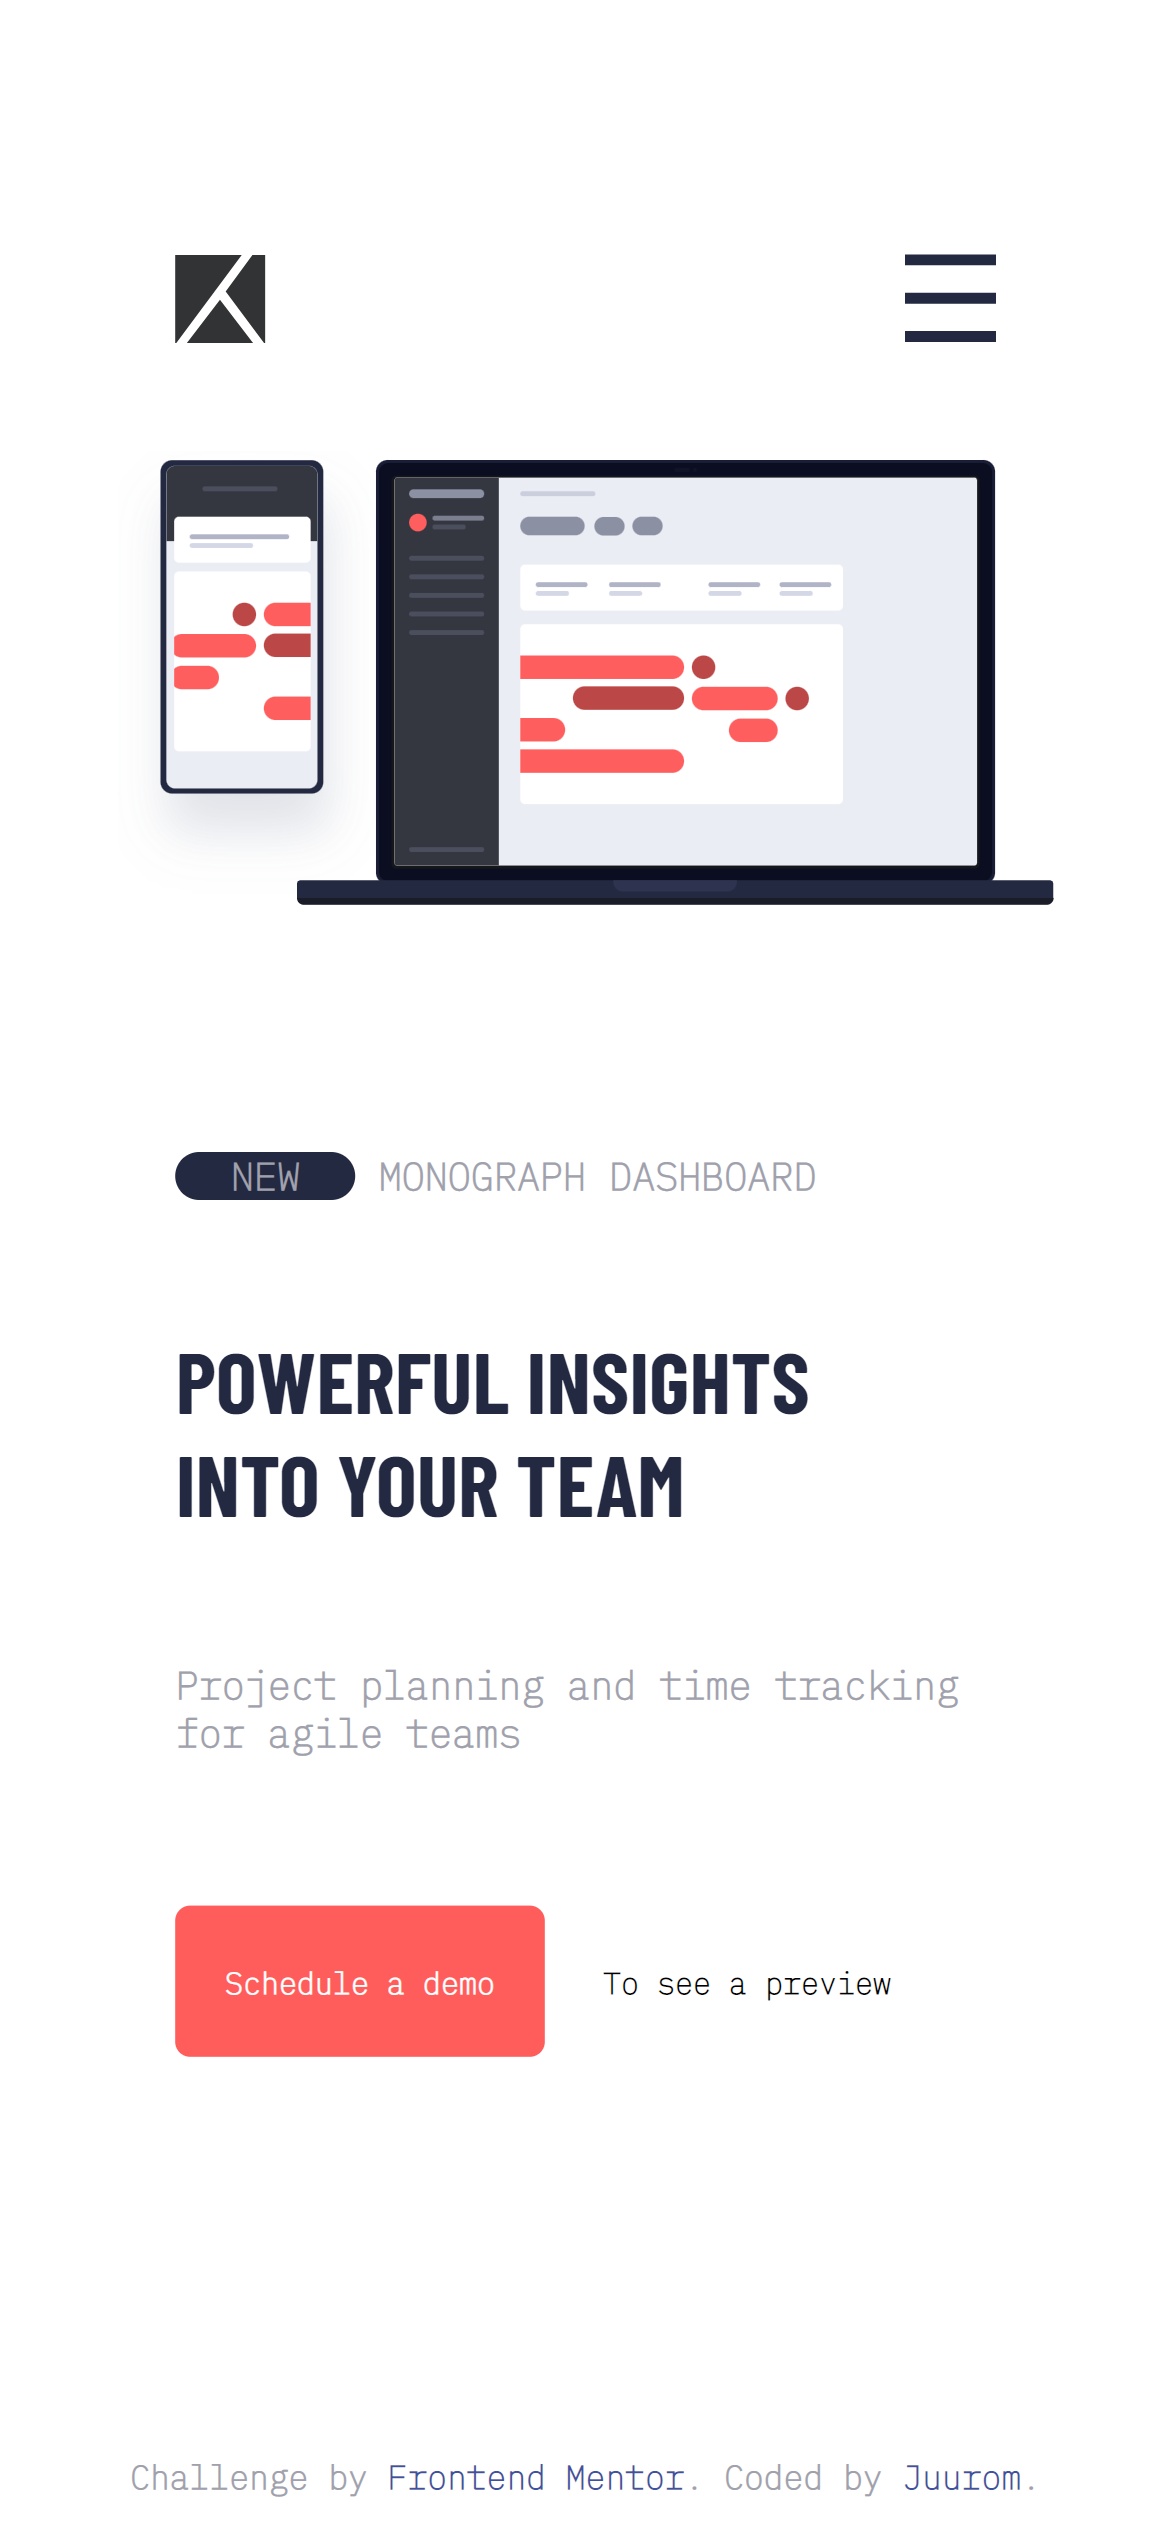 NEW MONOGRAPH DASHBOARD
POWERFUL INSIGHTS
INTO YOUR TEAM
Project planning and time tracking
for agile teams
Schedule a demo To see a preview
Challenge by Frontend Mentor. Coded by Juurom.